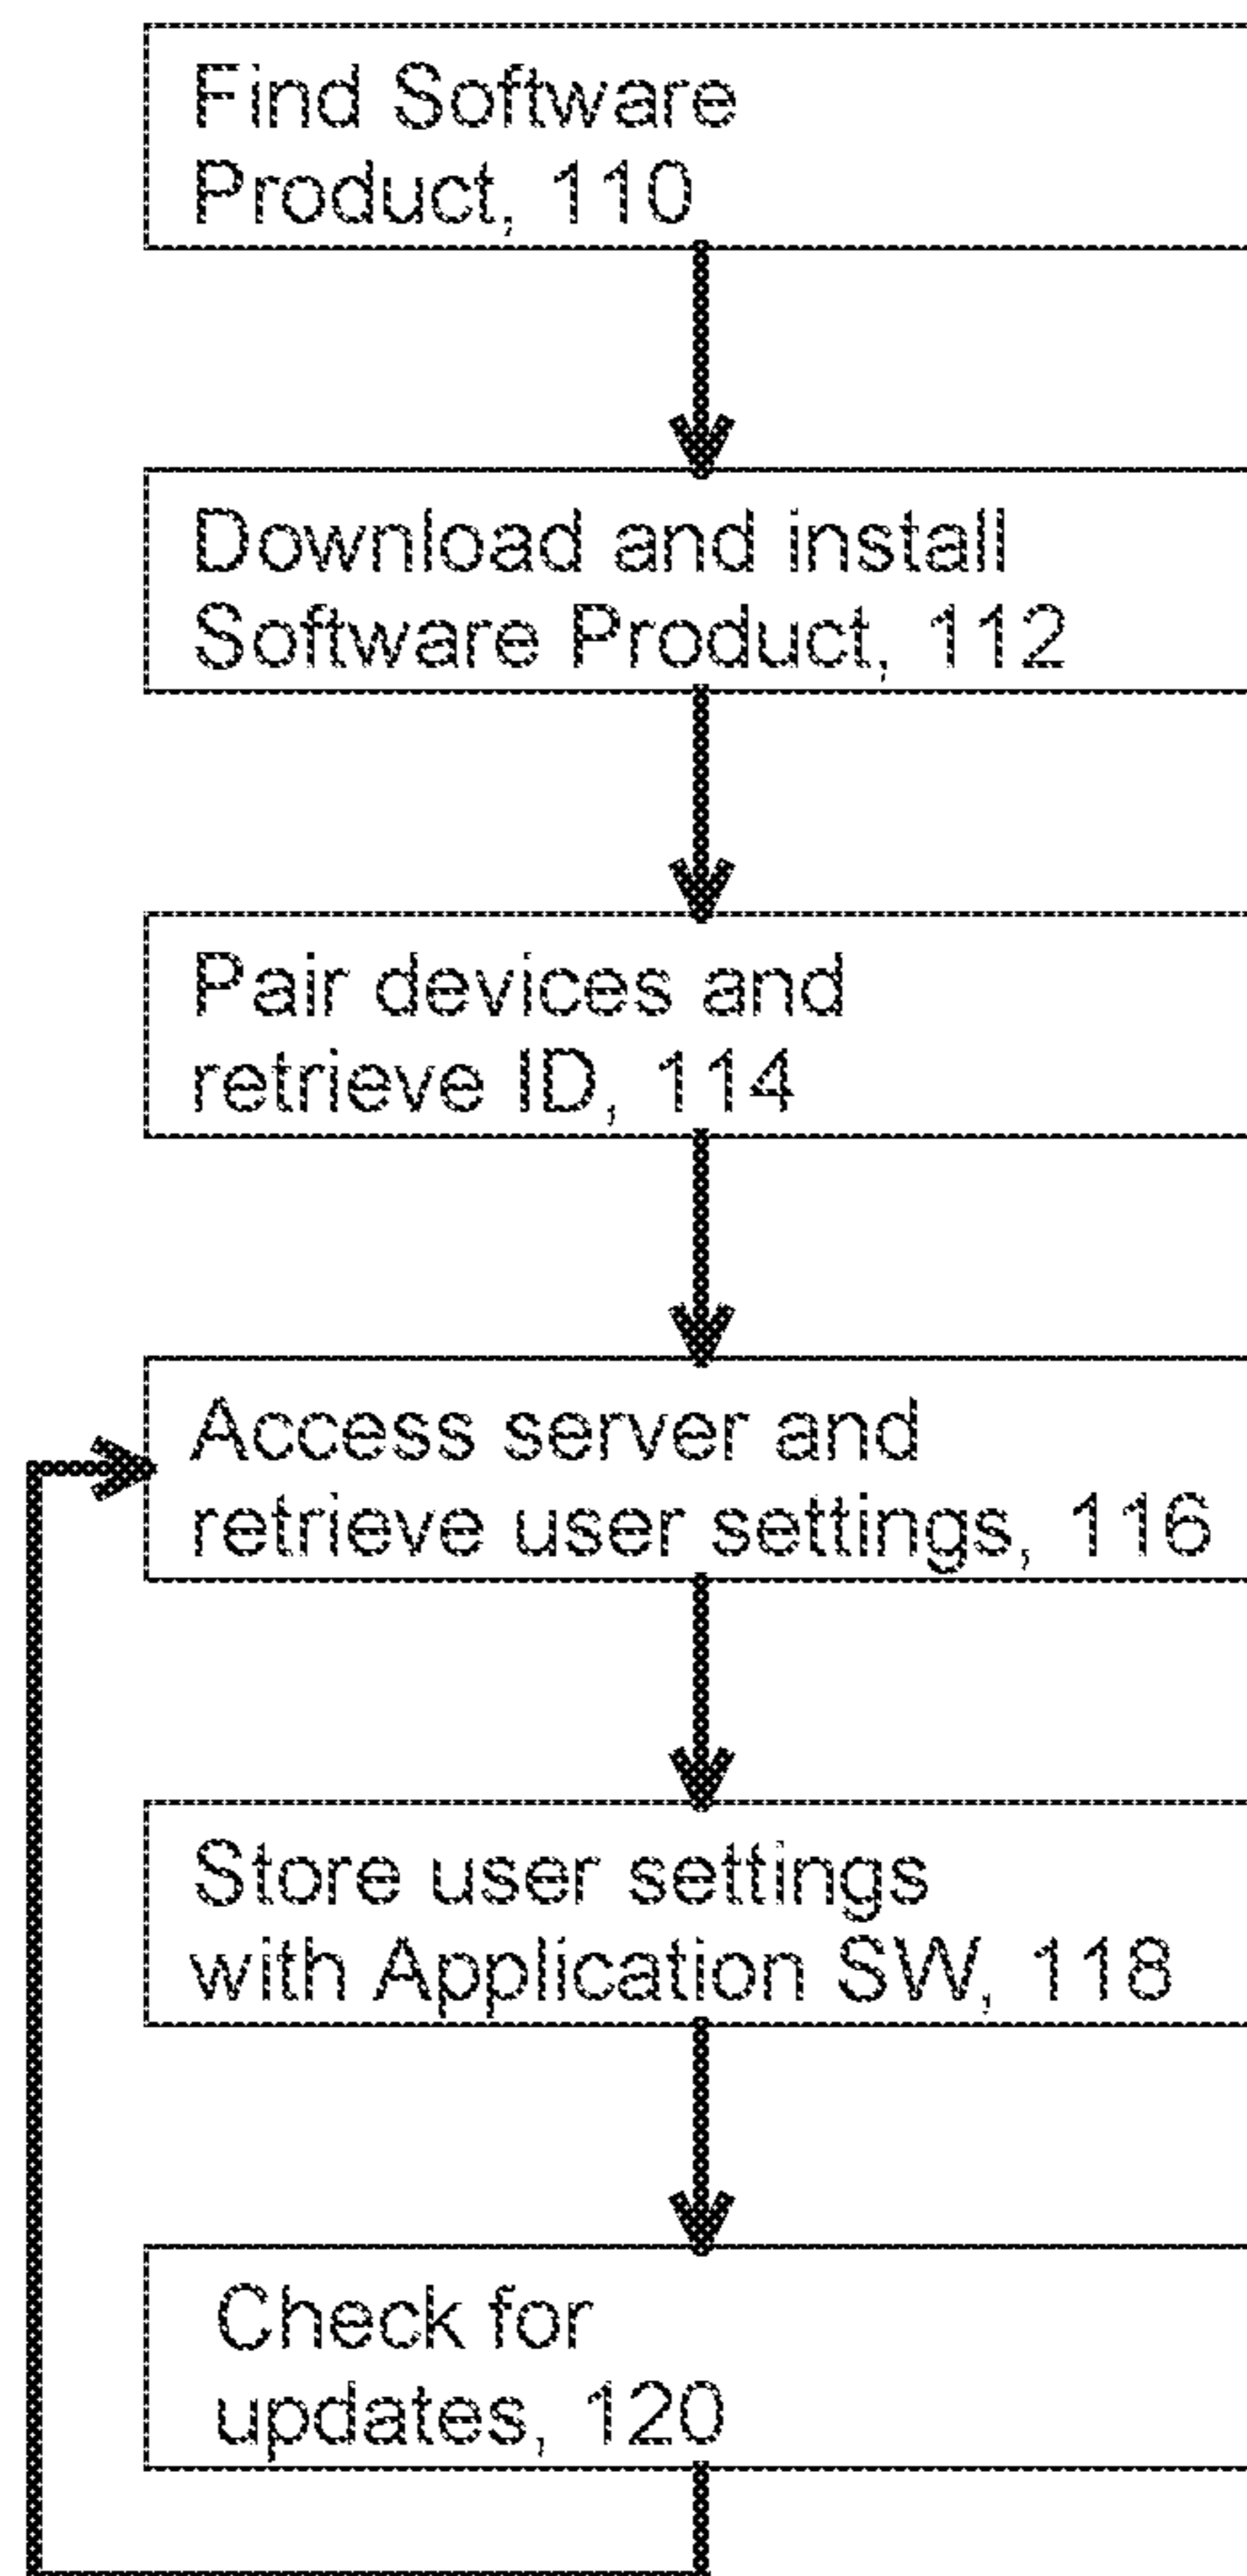 Find Software
Product, 110
Download and install
Software Product, 112
Pair devices and
retrieve ID, 114
Access server and
retrieve user settings, 116
Store user settings
with Application SW, 118
Check for
updates, 120